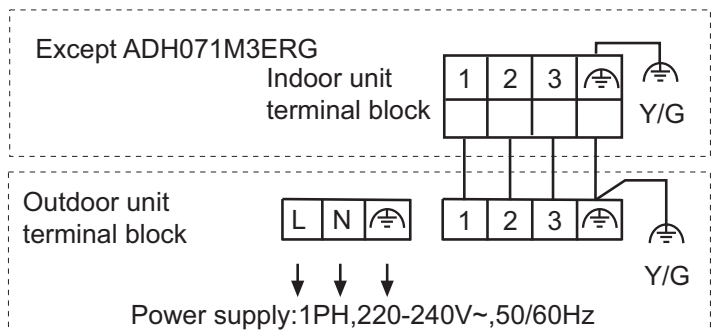 Except ADH071M3ERG
Indoor unit
terminal block
1 2 3
Y/G
Outdoor unit
terminal block
L N
1 2 3
Y/G
Power supply:1PH,220-240V~,50/60Hz